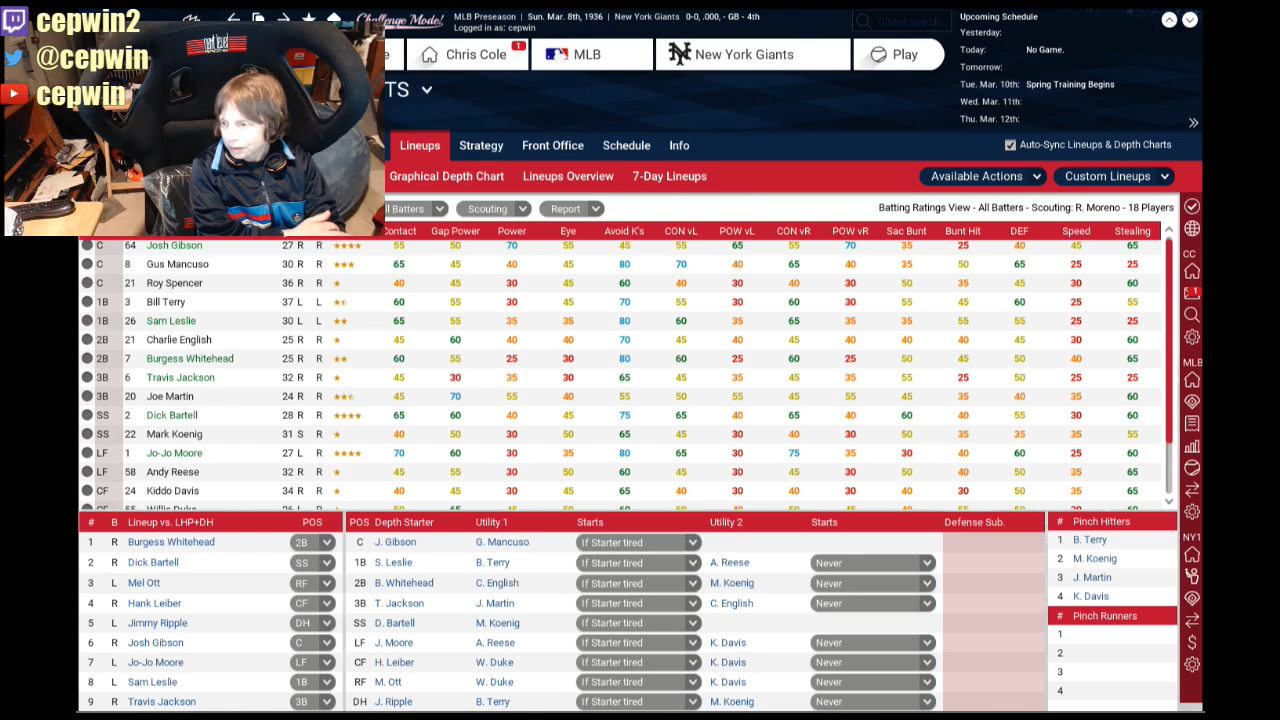 cepwin2
@cepwin
cepwin
next level
Challenge Mode!
MLB Preseason | Sun. Mar. 8th, 1936 | New York Giants 0-0, .000, - GB - 4th
Logged in as: cepwin
Global Search...
Upcoming Schedule
Yesterday:
Today: No Game.
Tomorrow:
Tue. Mar. 10th: Spring Training Begins
Wed. Mar. 11th:
Thu. Mar. 12th:
e Chris Cole 1 MLB New York Giants Play
TS
Lineups Strategy Front Office Schedule Info
Auto-Sync Lineups & Depth Charts
Graphical Depth Chart Lineups Overview 7-Day Lineups Available Actions Custom Lineups
ll Batters Scouting Report Batting Ratings View - All Batters - Scouting: R. Moreno - 18 Players
Contact Gap Power Power Eye Avoid K's CON vL POW vL CON vR POW vR Sac Bunt Bunt Hit DEF Speed Stealing
C 64 Josh Gibson 27 R R 55 50 70 55 45 55 65 55 70 35 25 40 45 65
C 8 Gus Mancuso 30 R R 65 45 40 45 80 70 40 65 40 35 50 65 25 25
C 21 Roy Spencer 36 R R 40 45 30 45 60 40 30 40 30 50 35 45 30 60
1B 3 Bill Terry 37 L L 60 55 30 45 70 55 30 60 30 55 45 60 25 55
1B 26 Sam Leslie 30 L L 65 55 35 35 80 60 35 65 35 35 55 55 25 25
2B 21 Charlie English 25 R R 45 60 40 40 70 45 40 45 40 50 40 45 30 60
2B 7 Burgess Whitehead 25 R R 60 55 25 30 80 60 25 60 25 50 45 50 40 65
3B 6 Travis Jackson 32 R R 45 30 35 30 65 45 35 45 35 55 25 50 25 25
3B 20 Joe Martin 24 R R 45 70 55 40 55 50 55 45 55 45 35 40 35 60
SS 2 Dick Bartell 28 R R 65 60 40 45 75 65 40 65 40 60 40 55 30 60
SS 22 Mark Koenig 31 S R 40 50 30 50 65 45 30 40 30 50 35 35 35 55
LF 1 Jo-Jo Moore 27 L R 70 60 30 35 80 65 30 75 35 30 40 60 25 60
LF 58 Andy Reese 32 R R 45 55 30 50 60 45 30 45 30 40 50 50 35 65
CF 24 Kiddo Davis 34 R R 40 45 30 45 65 40 30 40 30 40 30 50 35 65
# B Lineup vs. LHP+DH POS POS Depth Starter Utility 1 Starts Utility 2 Starts Defense Sub. # Pinch Hitters
1 R Burgess Whitehead 2B C J. Gibson G. Mancuso If Starter tired 1 B. Terry
2 R Dick Bartell SS 1B S. Leslie B. Terry If Starter tired A. Reese Never 2 M. Koenig
3 L Mel Ott RF 2B B. Whitehead C. English If Starter tired M. Koenig Never 3 J. Martin
4 R Hank Leiber CF 3B T. Jackson J. Martin If Starter tired C. English Never 4 K. Davis
5 L Jimmy Ripple DH SS D. Bartell M. Koenig If Starter tired # Pinch Runners
6 R Josh Gibson C LF J. Moore A. Reese If Starter tired K. Davis Never 1
7 L Jo-Jo Moore LF CF H. Leiber W. Duke If Starter tired K. Davis Never 2
8 L Sam Leslie 1B RF M. Ott W. Duke If Starter tired K. Davis Never 3
9 R Travis Jackson 3B DH J. Ripple B. Terry If Starter tired M. Koenig Never 4
CC
1
MLB
NY1